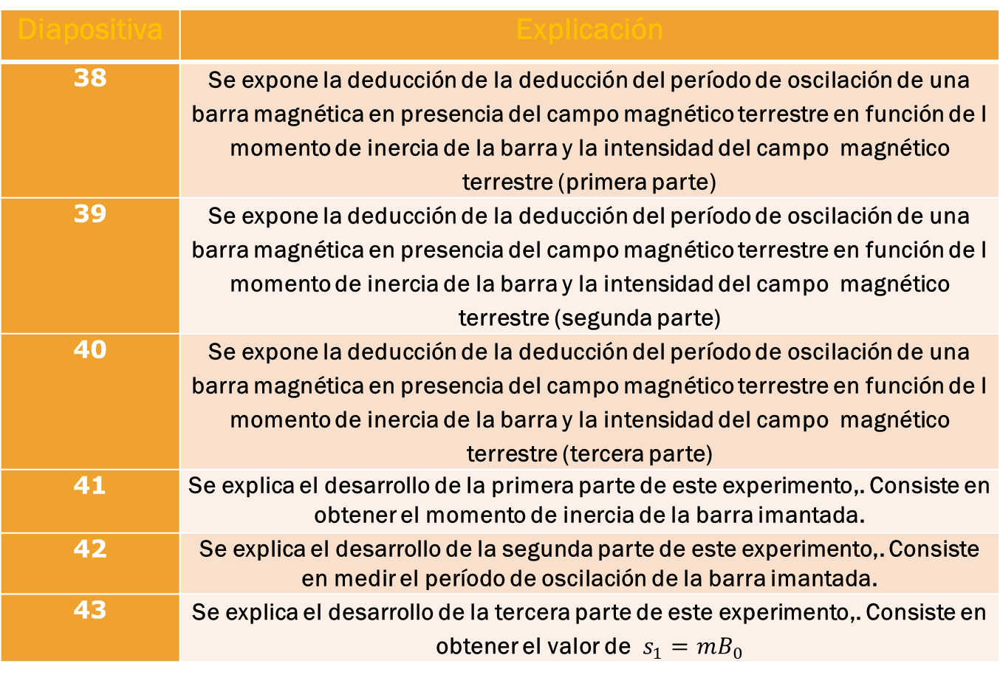 Diapositiva Explicación
38 Se expone la deducción de la deducción del período de oscilación de una
barra magnética en presencia del campo magnético terrestre en función de l
momento de inercia de la barra y la intensidad del campo magnético
terrestre (primera parte)
39 Se expone la deducción de la deducción del período de oscilación de una
barra magnética en presencia del campo magnético terrestre en función de l
momento de inercia de la barra y la intensidad del campo magnético
terrestre (segunda parte)
40 Se expone la deducción de la deducción del período de oscilación de una
barra magnética en presencia del campo magnético terrestre en función de l
momento de inercia de la barra y la intensidad del campo magnético
terrestre (tercera parte)
41 Se explica el desarrollo de la primera parte de este experimento,. Consiste en
obtener el momento de inercia de la barra imantada.
42 Se explica el desarrollo de la segunda parte de este experimento,. Consiste
en medir el período de oscilación de la barra imantada.
43 Se explica el desarrollo de la tercera parte de este experimento,. Consiste en
obtener el valor de s₁ = mB₀